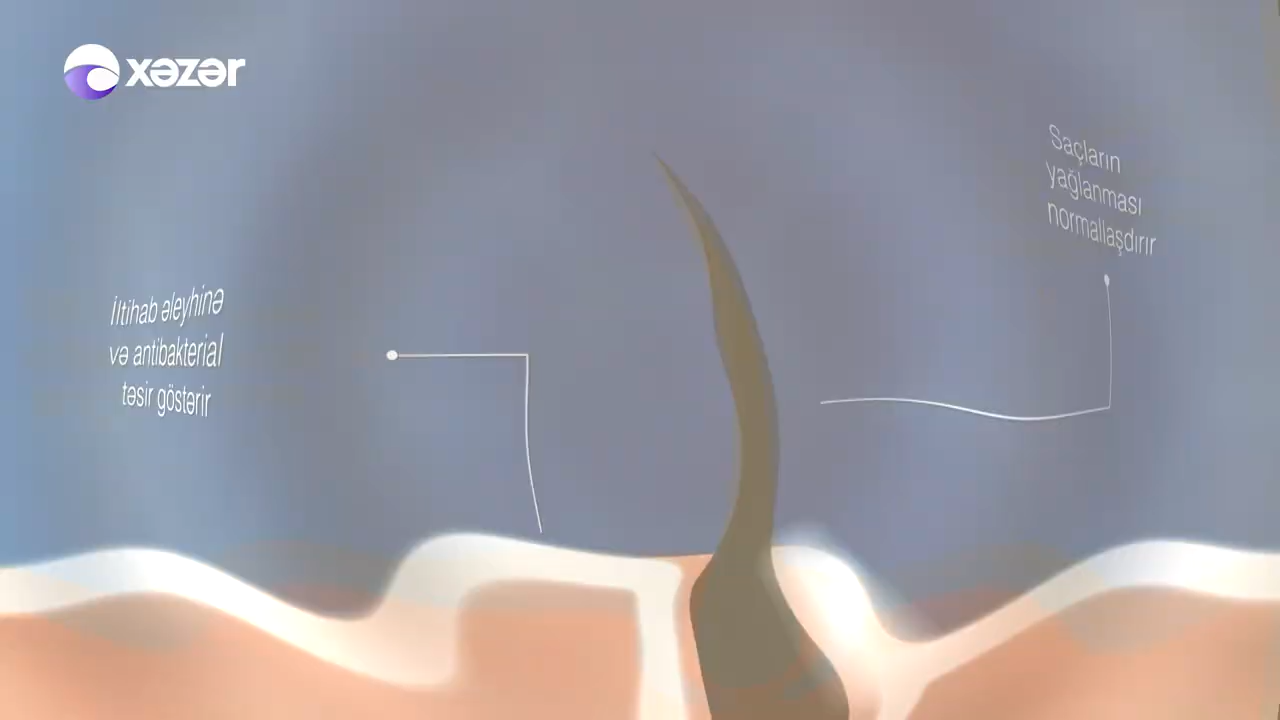 xəzər
Saçların
yağlanması
normallaşdırır
İltihab əleyhinə
və antibakterial
təsir göstərir